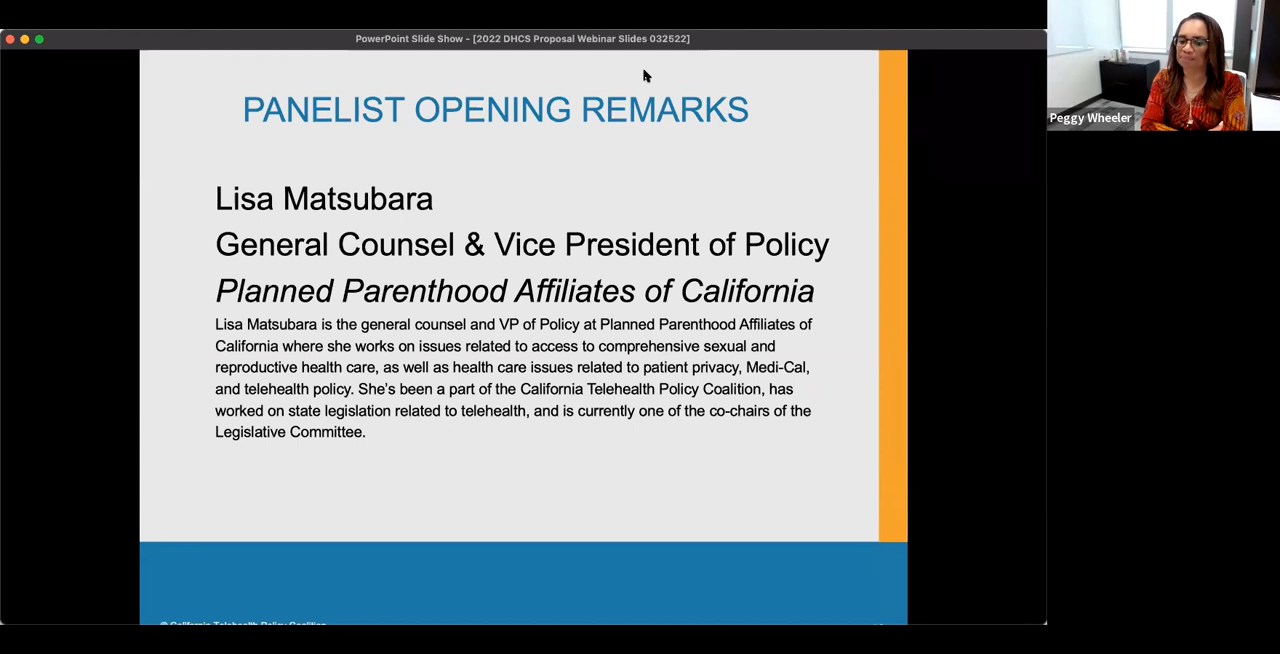 PowerPoint Slide Show - [2022 DHCS Proposal Webinar Slides 032522]
PANELIST OPENING REMARKS
Lisa Matsubara
General Counsel & Vice President of Policy
Planned Parenthood Affiliates of California
Lisa Matsubara is the general counsel and VP of Policy at Planned Parenthood Affiliates of
California where she works on issues related to access to comprehensive sexual and
reproductive health care, as well as health care issues related to patient privacy, Medi-Cal,
and telehealth policy. She's been a part of the California Telehealth Policy Coalition, has
worked on state legislation related to telehealth, and is currently one of the co-chairs of the
Legislative Committee.
© California Telehealth Policy Coalition
Peggy Wheeler